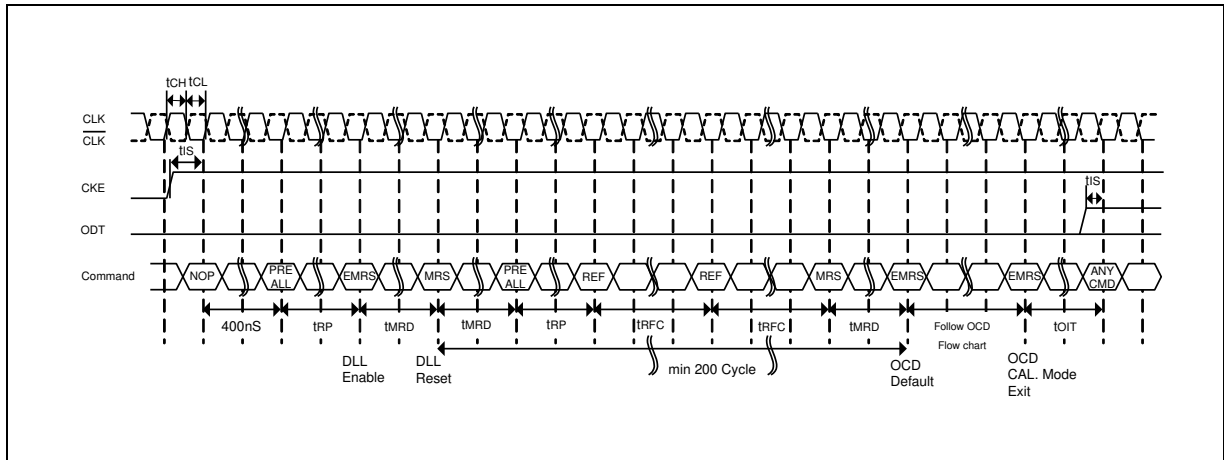 tCH tCL
CLK
CLK
tIS
CKE
tIS
ODT
Command NOP PRE ALL EMRS MRS PRE ALL REF REF MRS EMRS EMRS ANY CMD
400nS tRP tMRD tMRD tRP tRFC tRFC tMRD Follow OCD Flow chart tOIT
DLL Enable DLL Reset min 200 Cycle OCD Default OCD CAL. Mode Exit